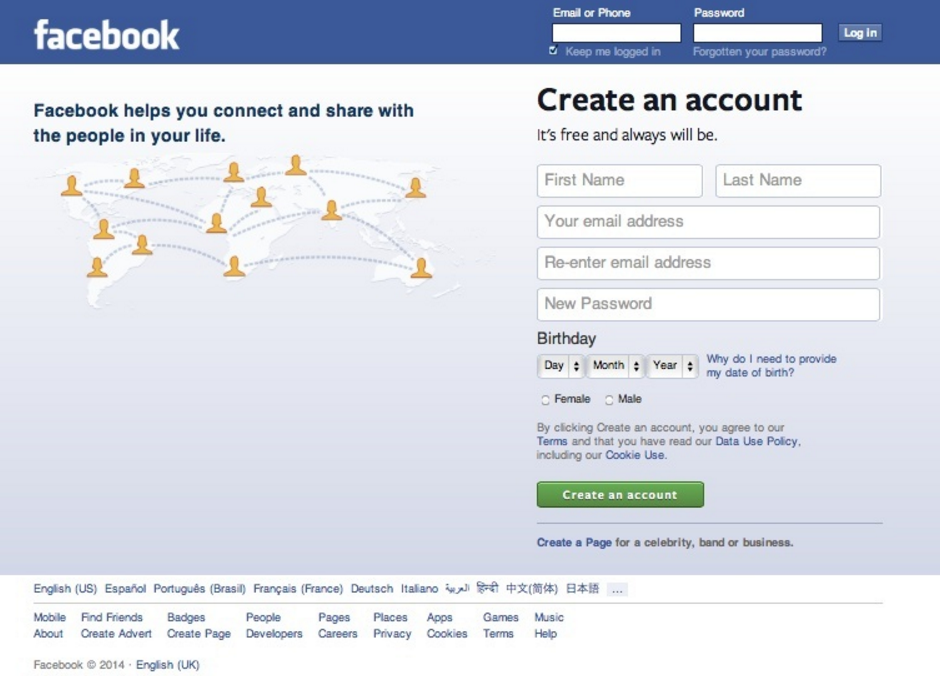 facebook
Email or Phone
Password
Log in
Keep me logged in
Forgotten your password?
Facebook helps you connect and share with
the people in your life.
Create an account
It's free and always will be.
First Name
Last Name
Your email address
Re-enter email address
New Password
Birthday
Day
Month
Year
Why do I need to provide
my date of birth?
Female
Male
By clicking Create an account, you agree to our
Terms and that you have read our Data Use Policy,
including our Cookie Use.
Create an account
Create a Page for a celebrity, band or business.
English (US) Español Português (Brasil) Français (France) Deutsch Italiano العربية हिन्दी 中文(简体) 日本語 ...
Mobile Find Friends Badges People Pages Places Apps Games Music
About Create Advert Create Page Developers Careers Privacy Cookies Terms Help
Facebook © 2014 · English (UK)